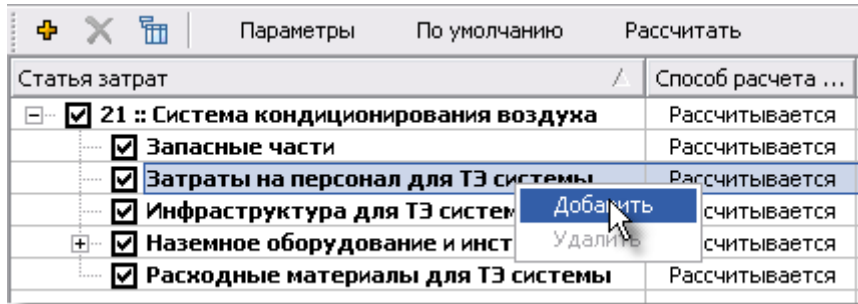 Параметры По умолчанию Рассчитать
Статья затрат Способ расчета ...
21 :: Система кондиционирования воздуха Рассчитывается
Запасные части Рассчитывается
Затраты на персонал для ТЭ системы Рассчитывается
Инфраструктура для ТЭ систем Добавить считывается
Наземное оборудование и инст Удалить считывается
Расходные материалы для ТЭ системы Рассчитывается